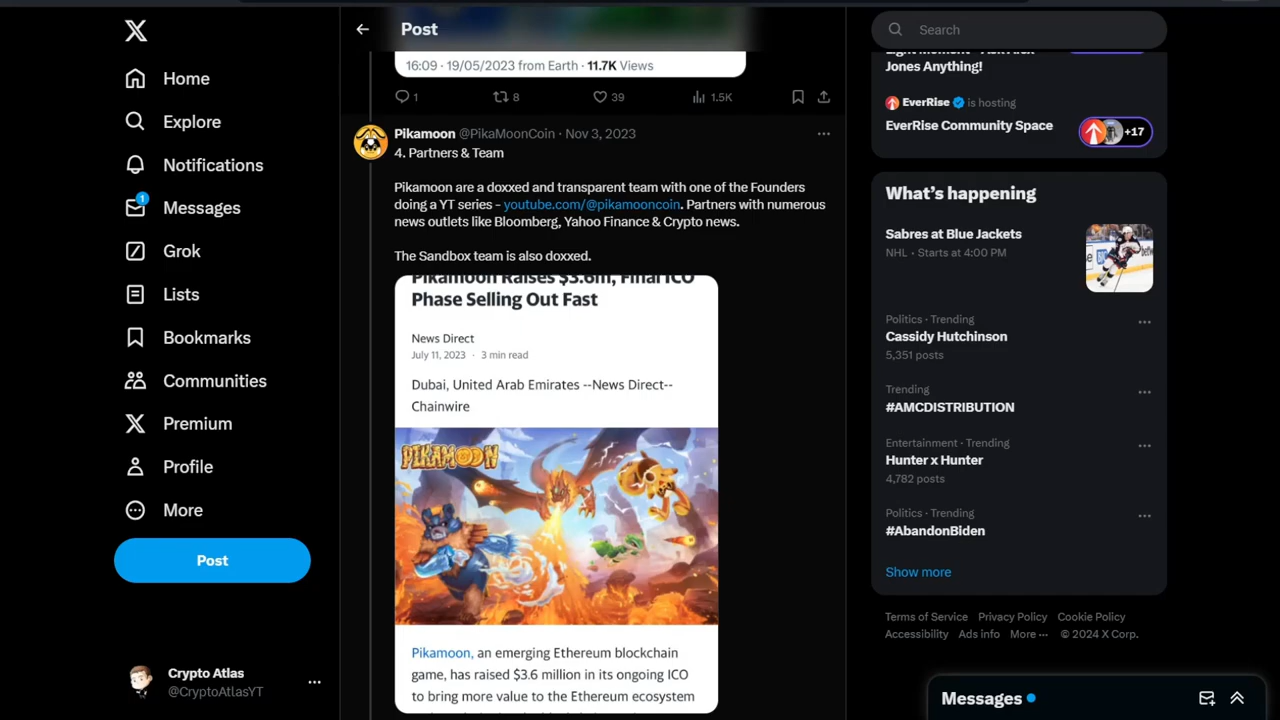 Home
Explore
Notifications
1
Messages
Grok
Lists
Bookmarks
Communities
Premium
Profile
More
Post
Crypto Atlas
@CryptoAtlasYT
Post
16:09 · 19/05/2023 from Earth · 11.7K Views
1
8
39
1.5K
Pikamoon @PikaMoonCoin · Nov 3, 2023
4. Partners & Team
Pikamoon are a doxxed and transparent team with one of the Founders
doing a YT series - youtube.com/@pikamooncoin. Partners with numerous
news outlets like Bloomberg, Yahoo Finance & Crypto news.
The Sandbox team is also doxxed.
Pikamoon Raises $3.6m, Final ICO
Phase Selling Out Fast
News Direct
July 11, 2023 · 3 min read
Dubai, United Arab Emirates --News Direct--
Chainwire
PIKAMOON
Pikamoon, an emerging Ethereum blockchain
game, has raised $3.6 million in its ongoing ICO
to bring more value to the Ethereum ecosystem
Search
Jones Anything!
EverRise is hosting
EverRise Community Space
+17
What's happening
Sabres at Blue Jackets
NHL · Starts at 4:00 PM
Politics · Trending
Cassidy Hutchinson
5,351 posts
Trending
#AMCDISTRIBUTION
Entertainment · Trending
Hunter x Hunter
4,782 posts
Politics · Trending
#AbandonBiden
Show more
Terms of Service Privacy Policy Cookie Policy
Accessibility Ads info More ··· © 2024 X Corp.
Messages